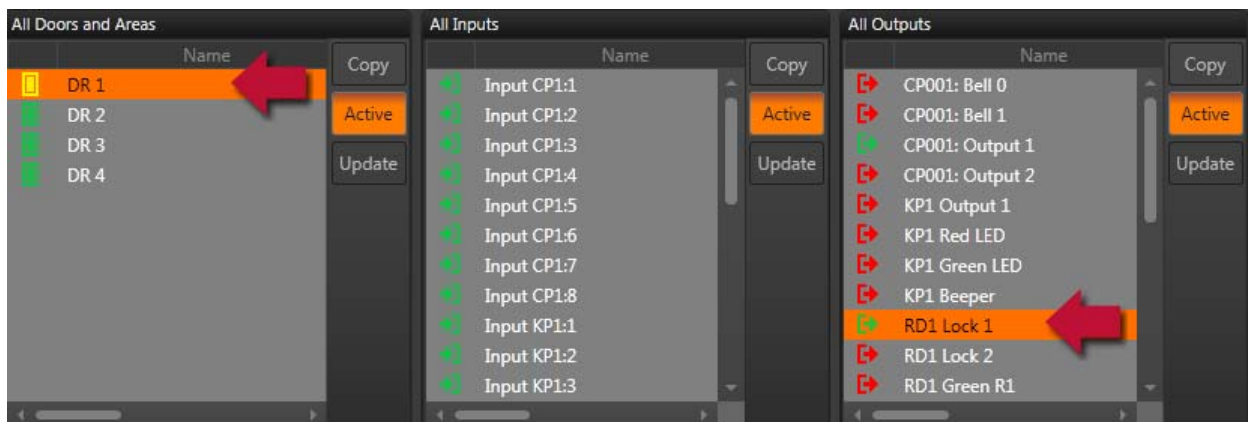 All Doors and Areas
Name
DR 1
DR 2
DR 3
DR 4
Copy
Active
Update
All Inputs
Name
Input CP1:1
Input CP1:2
Input CP1:3
Input CP1:4
Input CP1:5
Input CP1:6
Input CP1:7
Input CP1:8
Input KP1:1
Input KP1:2
Input KP1:3
Copy
Active
Update
All Outputs
Name
CP001: Bell 0
CP001: Bell 1
CP001: Output 1
CP001: Output 2
KP1 Output 1
KP1 Red LED
KP1 Green LED
KP1 Beeper
RD1 Lock 1
RD1 Lock 2
RD1 Green R1
Copy
Active
Update